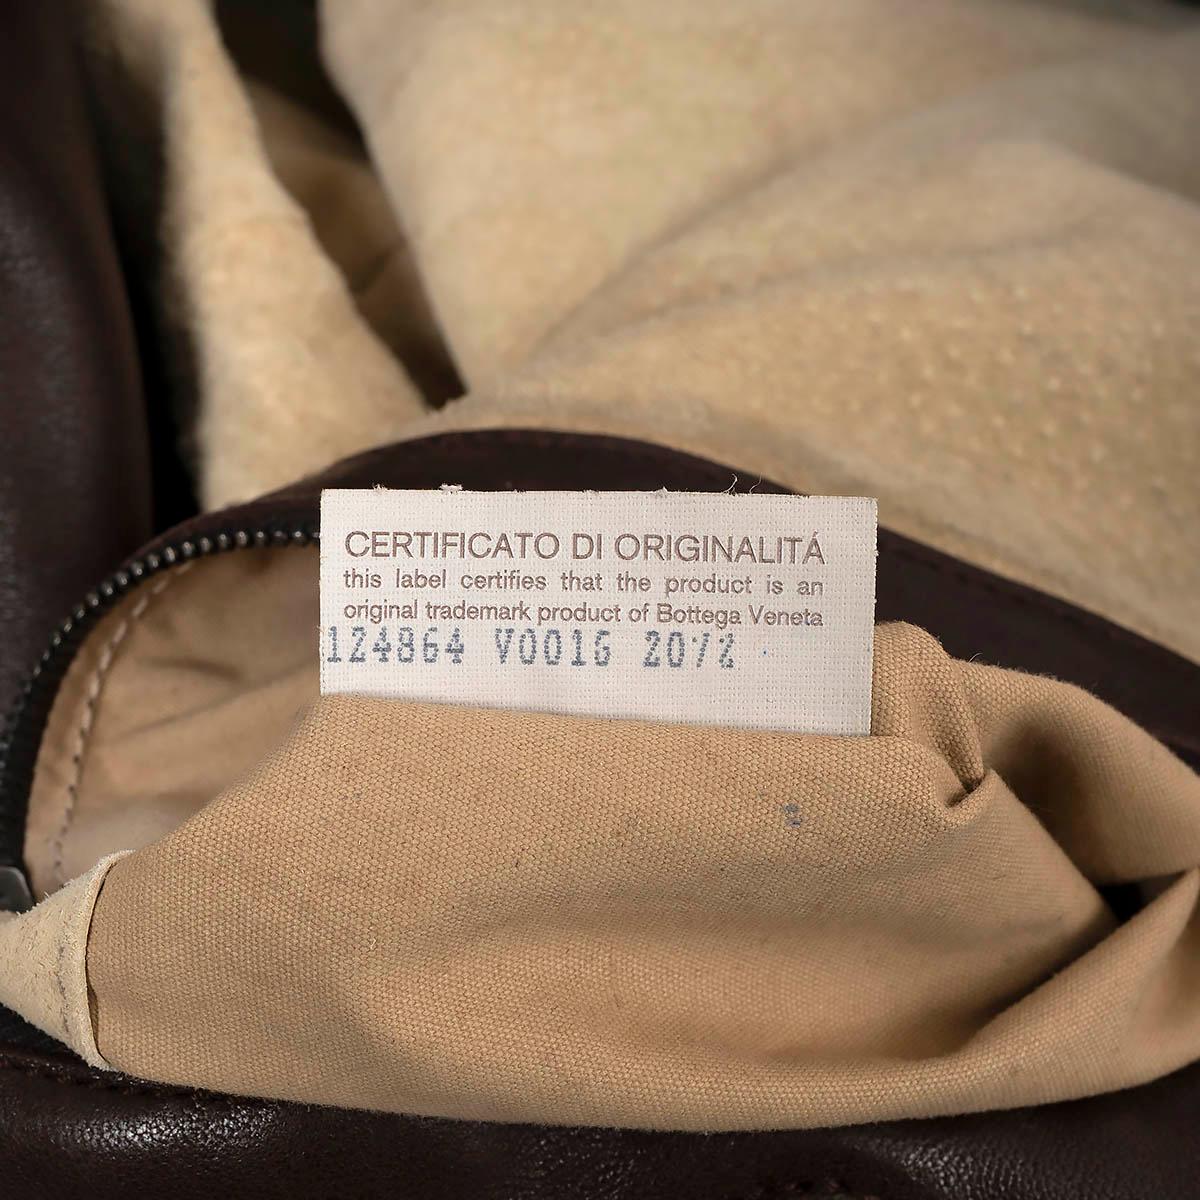 CERTIFICATO DI ORIGINALITÁ
this label certifies that the product is an
original trademark product of Bottega Veneta
124864 V0016 2072